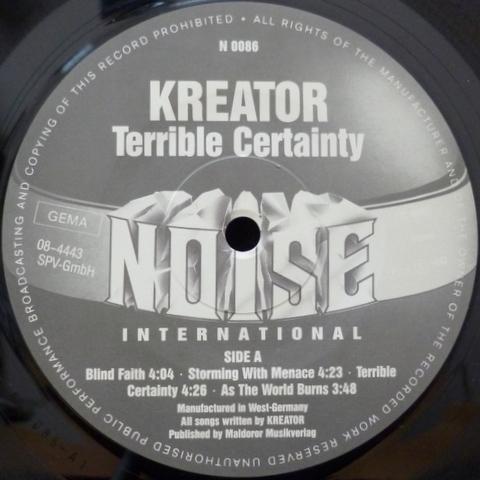 N 0086
KREATOR
Terrible Certainty
GEMA
08-4443
SPV-GmbH
NOISE
INTERNATIONAL
SIDE A
Blind Faith 4:04 · Storming With Menace 4:23 · Terrible
Certainty 4:26 · As The World Burns 3:48
Manufactured in West-Germany
All songs written by KREATOR
Published by Maldoror Musikverlag
ALL RIGHTS OF THE MANUFACTURER AND OF THE OWNER OF THE RECORDED WORK RESERVED UNAUTHORISED PUBLIC PERFORMANCE BROADCASTING AND COPYING OF THIS RECORD PROHIBITED •